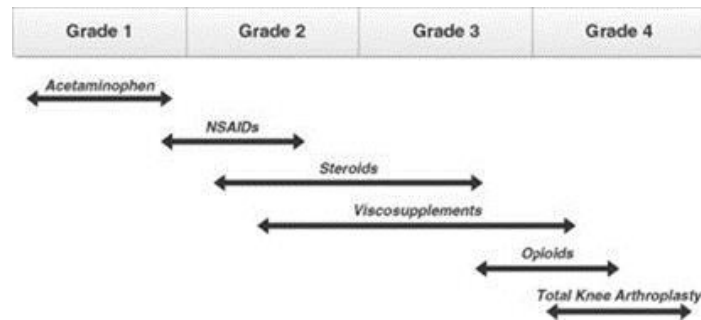 Grade 1 Grade 2 Grade 3 Grade 4
Acetaminophen
NSAIDs
Steroids
Viscosupplements
Opioids
Total Knee Arthroplasty